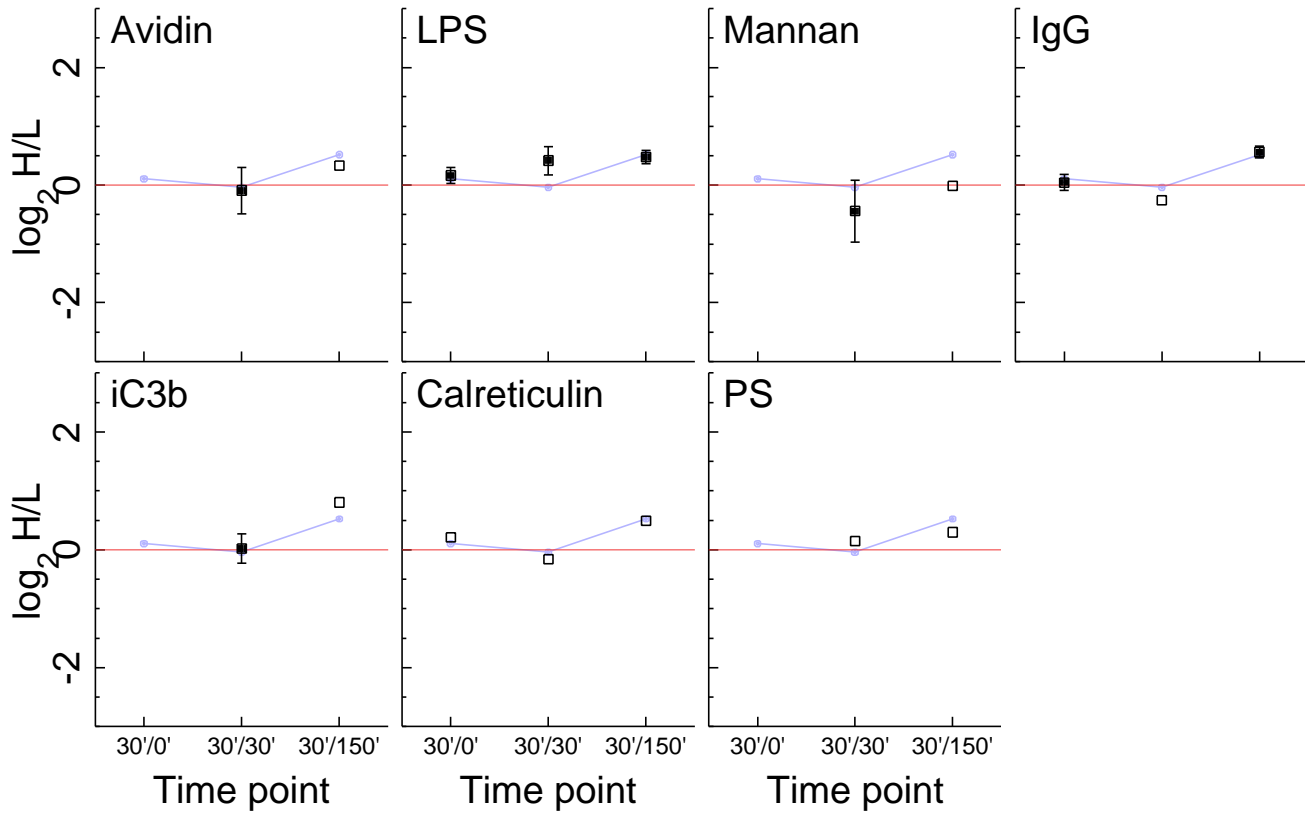 Avidin
LPS
Mannan
IgG
2
0
-2
log2 H/L
iC3b
Calreticulin
PS
2
0
-2
log2 H/L
30'/0' 30'/30' 30'/150'
30'/0' 30'/30' 30'/150'
30'/0' 30'/30' 30'/150'
Time point
Time point
Time point